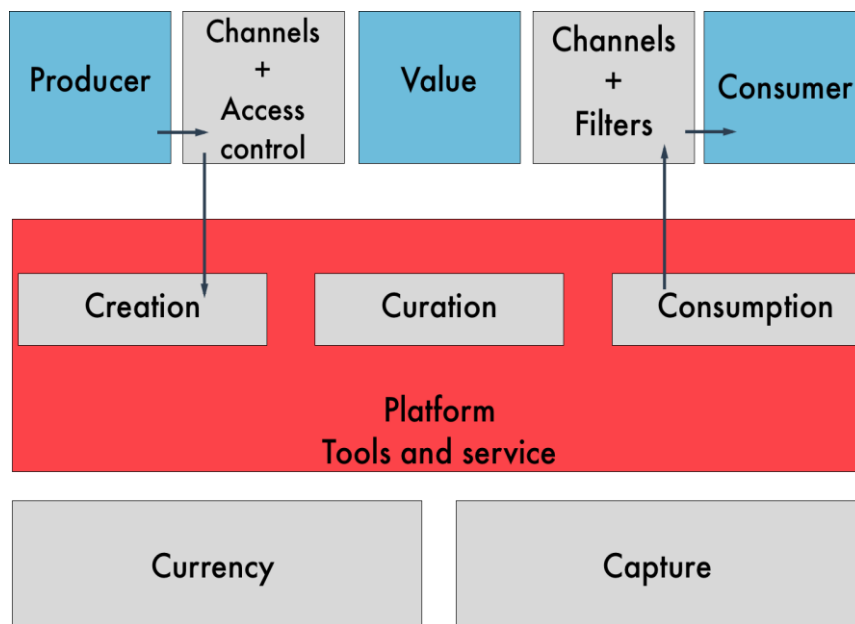 Producer
Channels
+
Access
control
Value
Channels
+
Filters
Consumer
Creation
Curation
Consumption
Platform
Tools and service
Currency
Capture